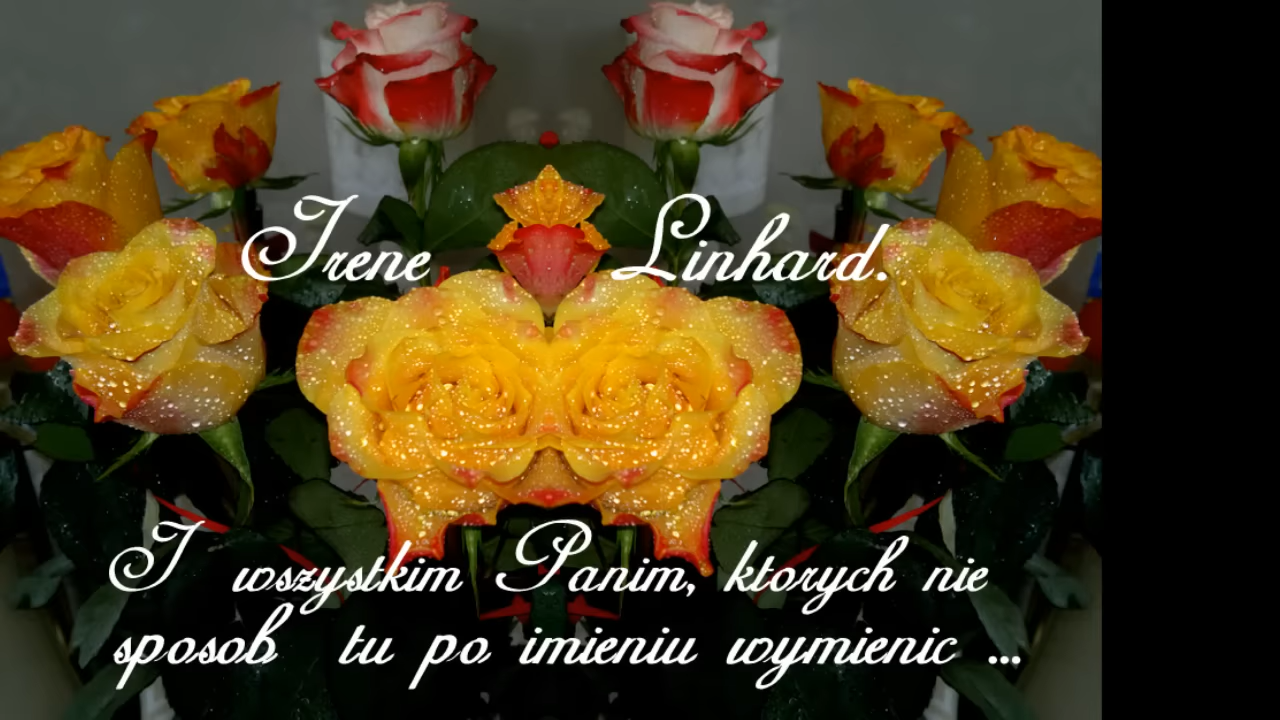 Irene Linhard.
I wszystkim Panim, ktorych nie
sposob tu po imieniu wymienic ...